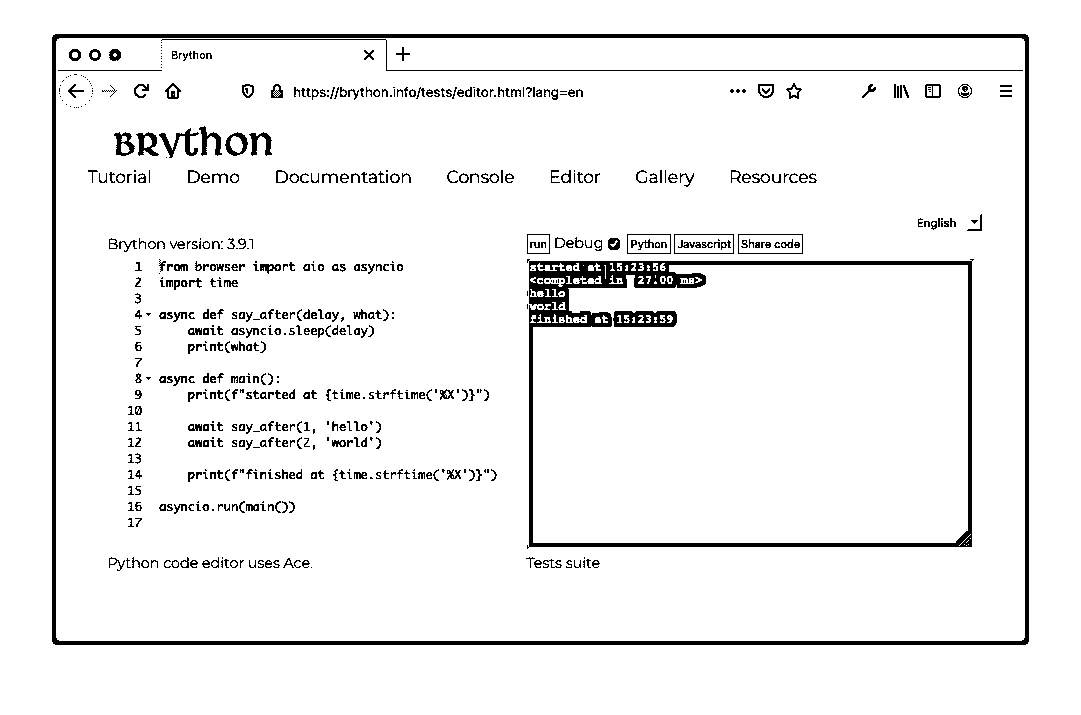 Brython
https://brython.info/tests/editor.html?lang=en
BRython
Tutorial Demo Documentation Console Editor Gallery Resources
English
Brython version: 3.9.1
run Debug Python Javascript Share code
1 from browser import aio as asyncio
2 import time
3
4 async def say_after(delay, what):
5     await asyncio.sleep(delay)
6     print(what)
7
8 async def main():
9     print(f"started at {time.strftime('%X')}")
10
11     await say_after(1, 'hello')
12     await say_after(2, 'world')
13
14     print(f"finished at {time.strftime('%X')}")
15
16 asyncio.run(main())
17
started at 15:23:56
<completed in 27.00 ms>
hello
world
finished at 15:23:59
Python code editor uses Ace.
Tests suite